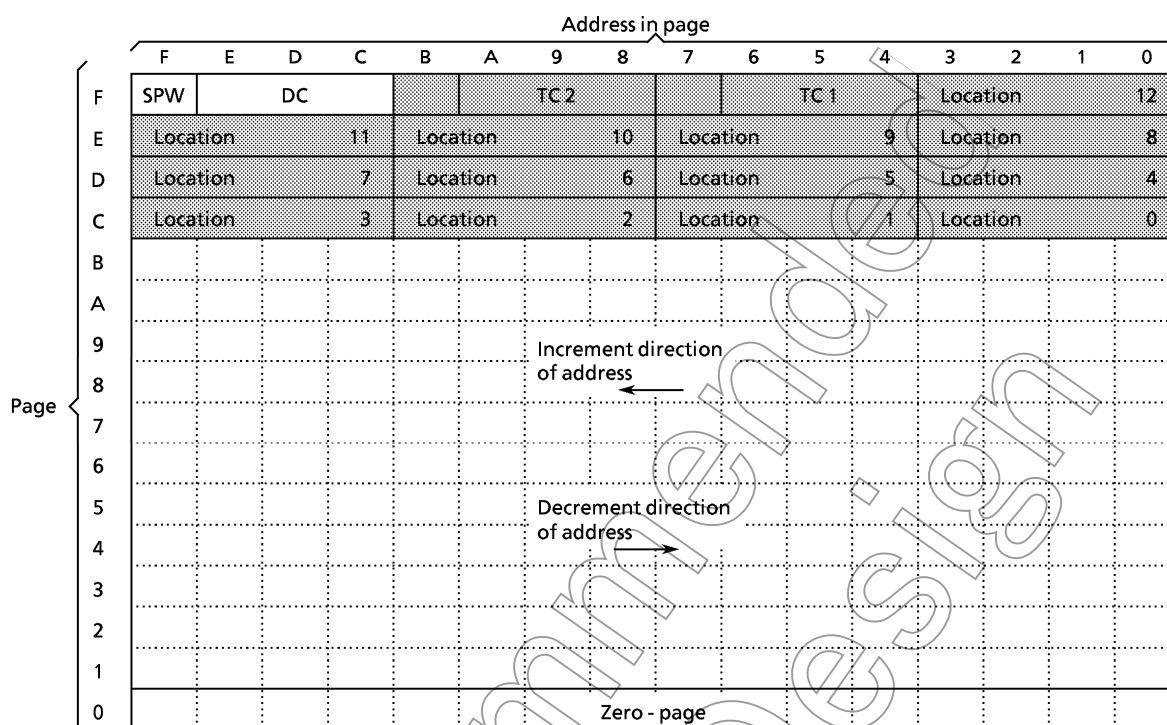 Address in page
F E D C B A 9 8 7 6 5 4 3 2 1 0
F SPW DC TC 2 TC 1 Location 12
E Location 11 Location 10 Location 9 Location 8
D Location 7 Location 6 Location 5 Location 4
C Location 3 Location 2 Location 1 Location 0
B
A
9
Increment direction
of address
8
Page
7
6
5
Decrement direction
of address
4
3
2
1
0 Zero - page
mmended
esign